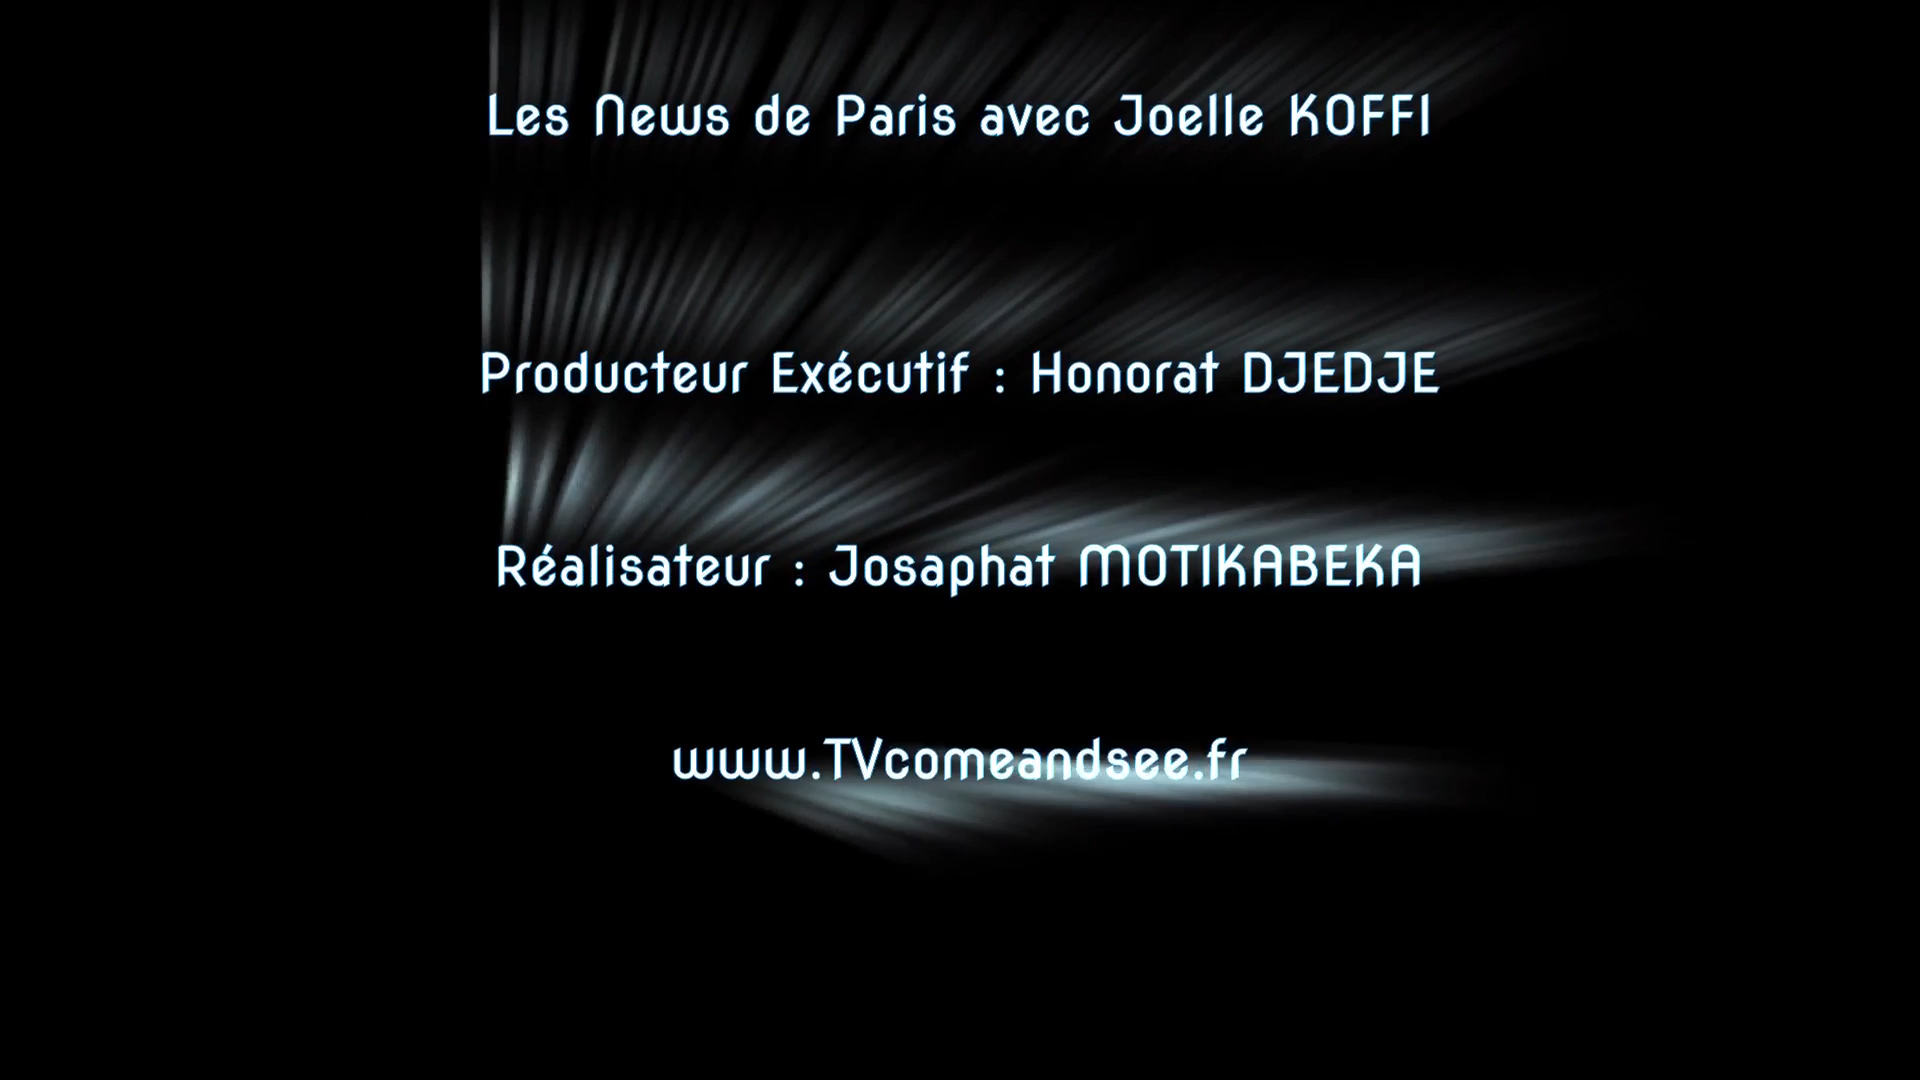 Les News de Paris avec Joelle KOFFI
Producteur Exécutif : Honorat DJEDJE
Réalisateur : Josaphat MOTIKABEKA
www.TVcomeandsee.fr